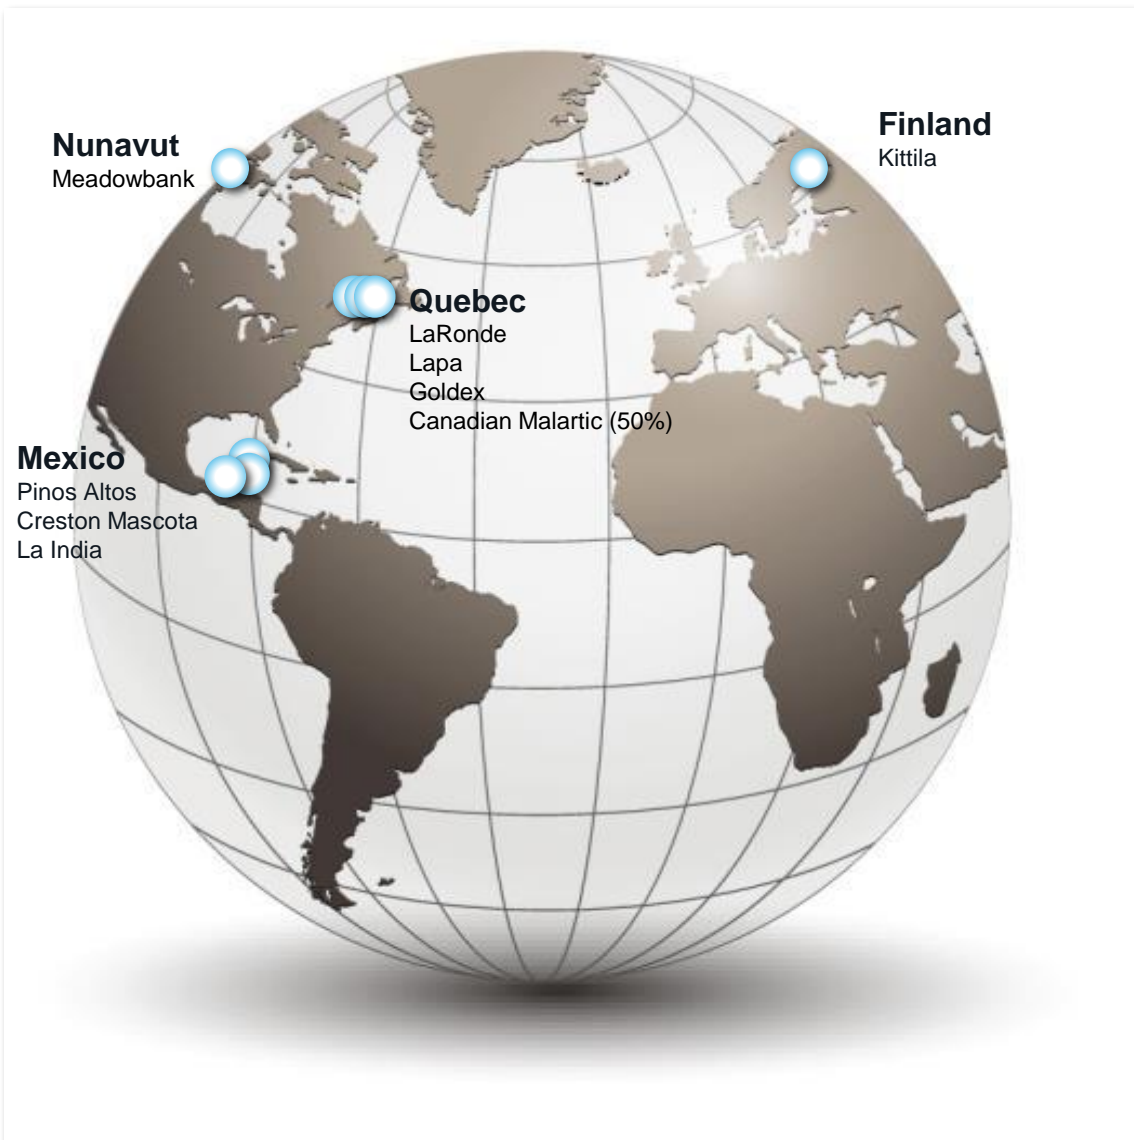 Nunavut
Meadowbank
Finland
Kittila
Quebec
LaRonde
Lapa
Goldex
Canadian Malartic (50%)
Mexico
Pinos Altos
Creston Mascota
La India